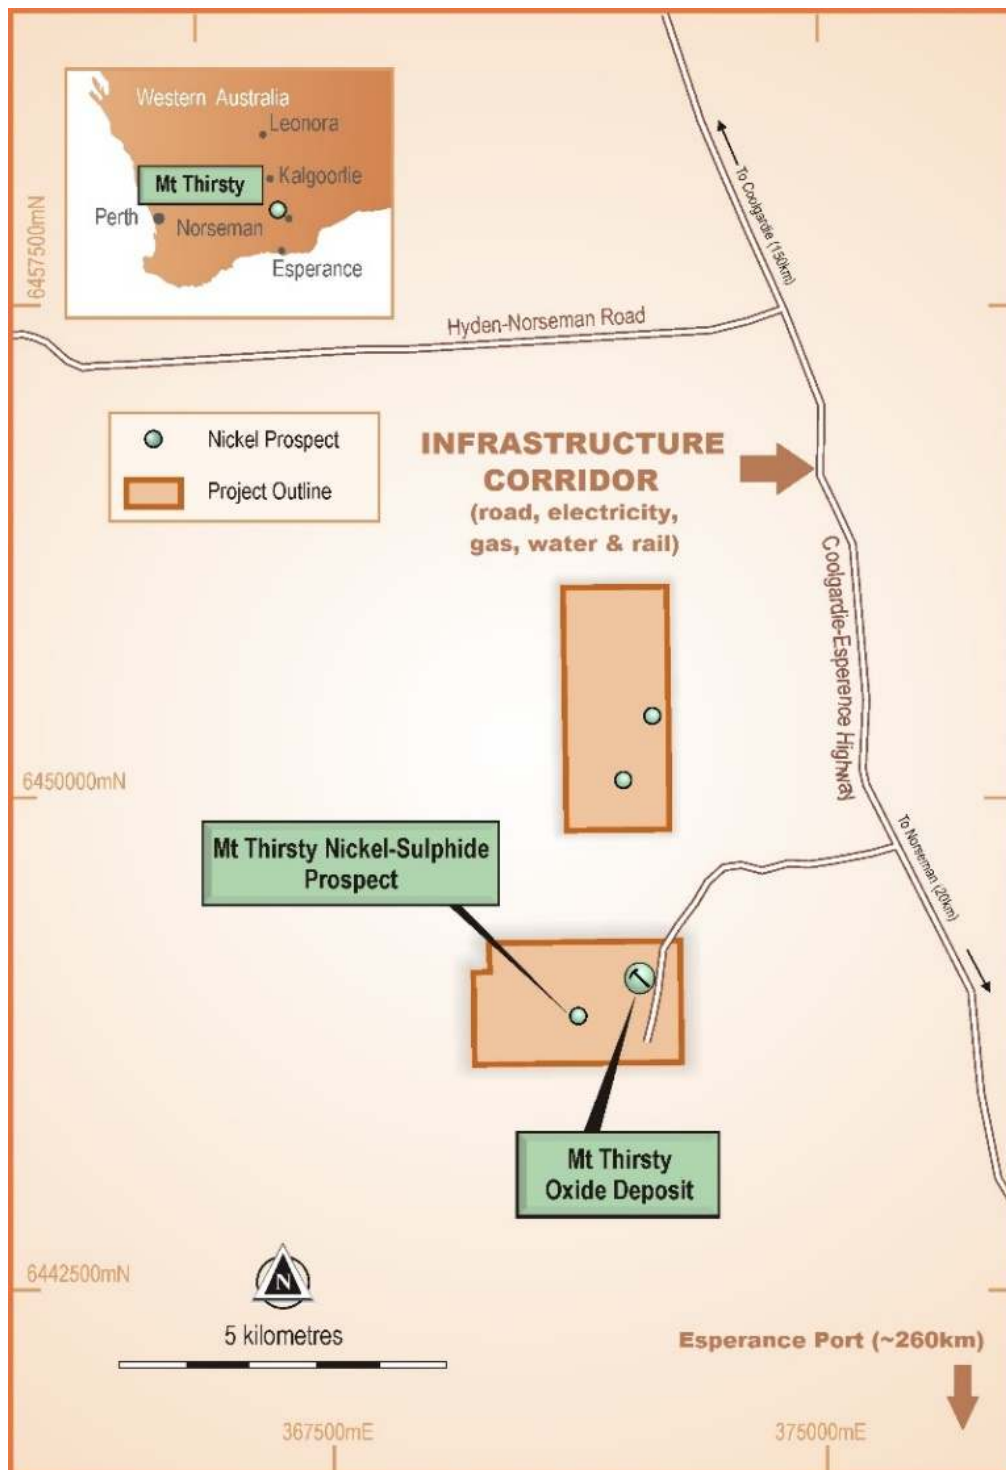 Western Australia
Leonora
Kalgoorlie
Mt Thirsty
Perth
Norseman
Esperance
6457500mN
To Coolgardie (150km)
Hyden-Norseman Road
Nickel Prospect
Project Outline
INFRASTRUCTURE
CORRIDOR
(road, electricity,
gas, water & rail)
Coolgardie-Esperence Highway
6450000mN
To Norseman (20km)
Mt Thirsty Nickel-Sulphide
Prospect
Mt Thirsty
Oxide Deposit
6442500mN
N
5 kilometres
Esperance Port (~260km)
367500mE
375000mE